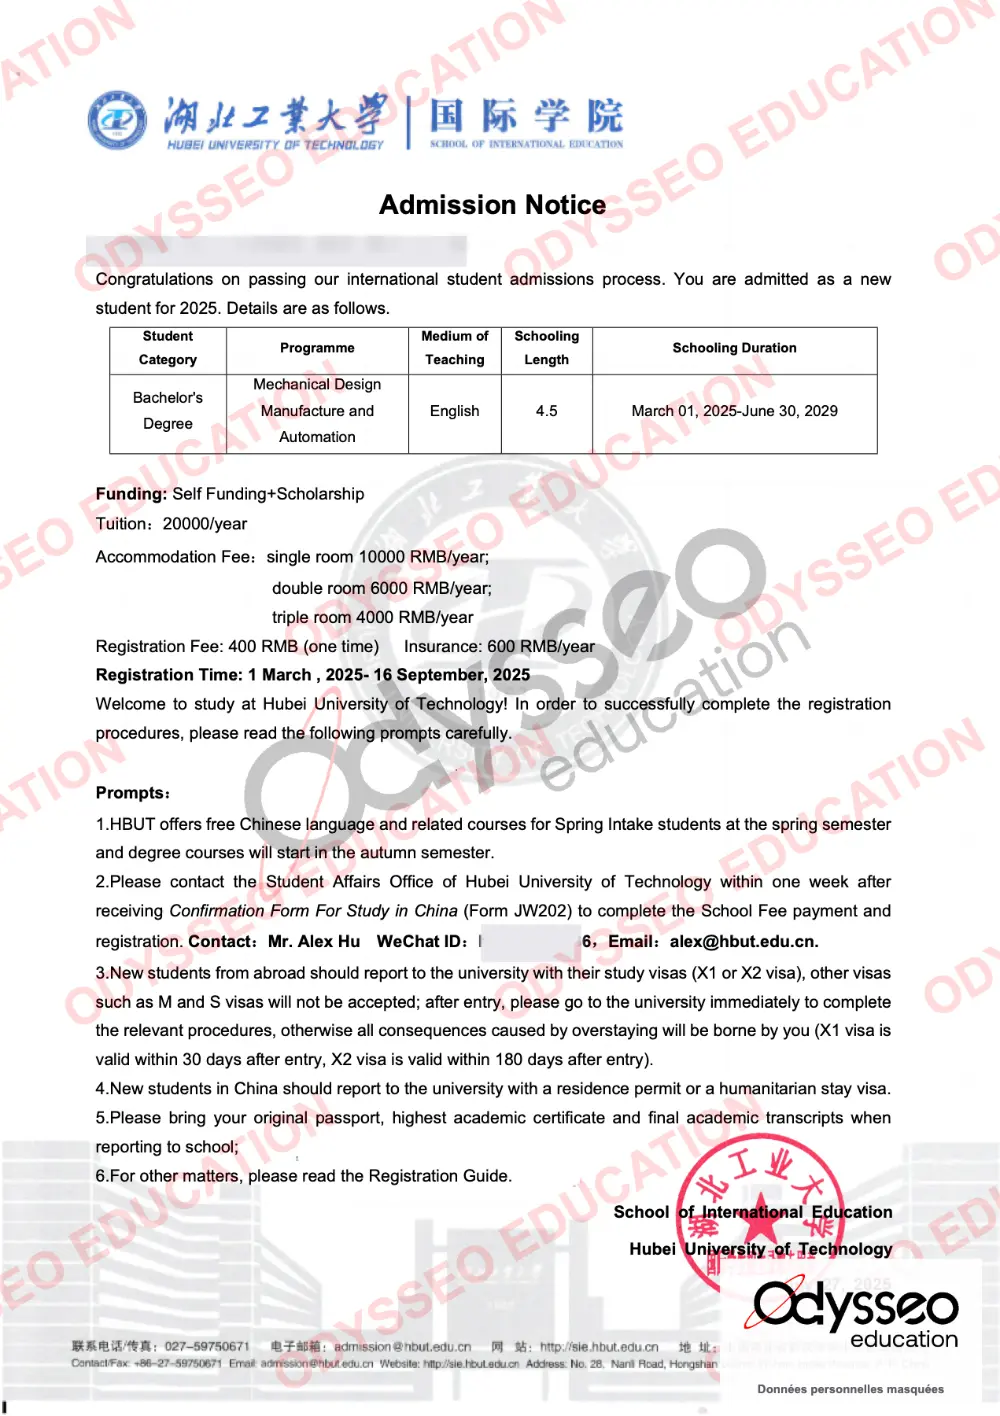 湖北工业大学 国际学院
HUBEI UNIVERSITY OF TECHNOLOGY SCHOOL OF INTERNATIONAL EDUCATION
Admission Notice
Congratulations on passing our international student admissions process. You are admitted as a new
student for 2025. Details are as follows.
Student Category Programme Medium of Teaching Schooling Length Schooling Duration
Bachelor's Degree Mechanical Design Manufacture and Automation English 4.5 March 01, 2025-June 30, 2029
Funding: Self Funding+Scholarship
Tuition：20000/year
Accommodation Fee：single room 10000 RMB/year;
double room 6000 RMB/year;
triple room 4000 RMB/year
Registration Fee: 400 RMB (one time) Insurance: 600 RMB/year
Registration Time: 1 March , 2025- 16 September, 2025
Welcome to study at Hubei University of Technology! In order to successfully complete the registration
procedures, please read the following prompts carefully.
Prompts：
1.HBUT offers free Chinese language and related courses for Spring Intake students at the spring semester
and degree courses will start in the autumn semester.
2.Please contact the Student Affairs Office of Hubei University of Technology within one week after
receiving Confirmation Form For Study in China (Form JW202) to complete the School Fee payment and
registration. Contact：Mr. Alex Hu WeChat ID： 6，Email：alex@hbut.edu.cn.
3.New students from abroad should report to the university with their study visas (X1 or X2 visa), other visas
such as M and S visas will not be accepted; after entry, please go to the university immediately to complete
the relevant procedures, otherwise all consequences caused by overstaying will be borne by you (X1 visa is
valid within 30 days after entry, X2 visa is valid within 180 days after entry).
4.New students in China should report to the university with a residence permit or a humanitarian stay visa.
5.Please bring your original passport, highest academic certificate and final academic transcripts when
reporting to school;
6.For other matters, please read the Registration Guide.
School of International Education
Hubei University of Technology
27, 2025
湖北工业大学
联系电话/传真：027-59750671 电子邮箱：admission@hbut.edu.cn 网 站：http://sie.hbut.edu.cn 地 址：
Contact/Fax: +86-27-59750671 Email: admission@hbut.edu.cn Website: http://sie.hbut.edu.cn Address: No. 28, Nanli Road, Hongshan
Odysseo
education
Données personnelles masquées
Odysseo
education
ODYSSEO EDUCATION